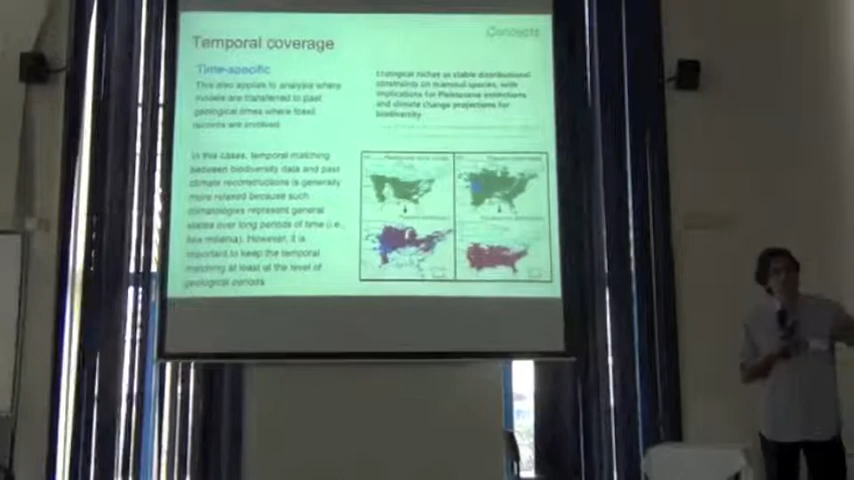 Concepts
Temporal coverage
Time-specific
This also applies to analysis where
models are transferred to past
geological times where fossil
records are involved.
Ecological niches as stable distributional
constraints on mammal species, with
implications for Pleistocene extinctions
and climate change projections for
biodiversity
In this cases, temporal matching
between biodiversity data and past
climate reconstructions is generally
more relaxed because such
climatologies represent general
states over long periods of time (i.e.,
few millenia). However, it is
important to keep the temporal
matching at least at the level of
geological periods.